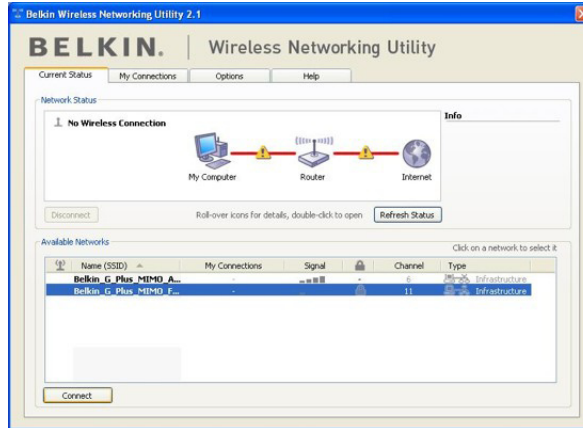 Belkin Wireless Networking Utility 2.1
BELKIN. Wireless Networking Utility
Current Status My Connections Options Help
Network Status
No Wireless Connection
Info
My Computer Router Internet
Disconnect Roll-over icons for details, double-click to open Refresh Status
Available Networks
Click on a network to select it
Name (SSID) My Connections Signal Channel Type
Belkin_G_Plus_MIMO_A... - 6 Infrastructure
Belkin_G_Plus_MIMO_F... - 11 Infrastructure
Connect